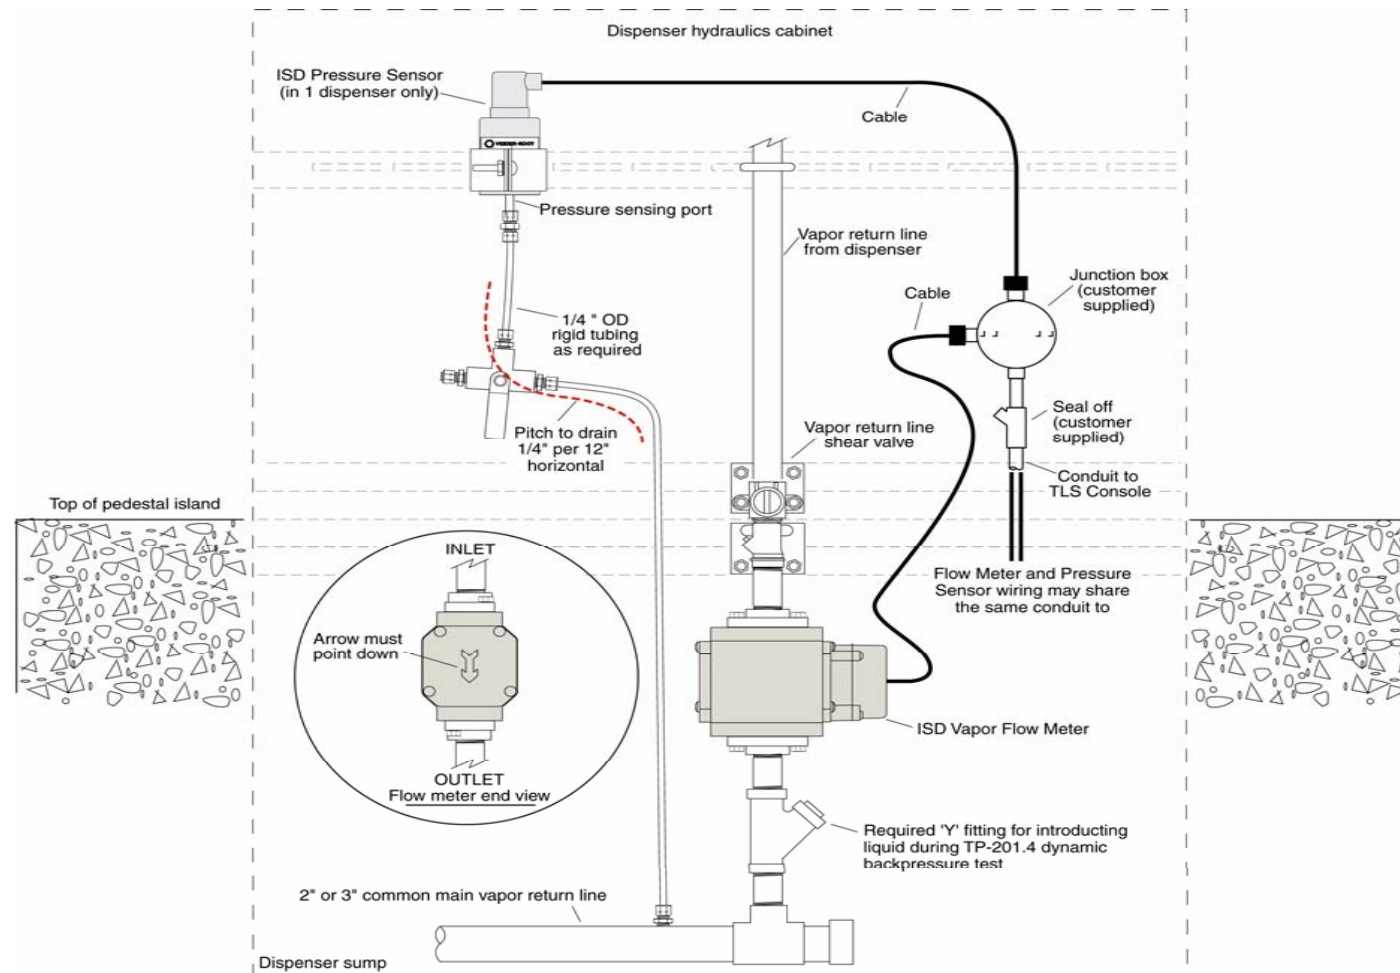 Dispenser hydraulics cabinet
ISD Pressure Sensor
(in 1 dispenser only)
Cable
VEEDER-ROOT
Pressure sensing port
Vapor return line
from dispenser
Junction box
(customer
supplied)
Cable
1/4 " OD
rigid tubing
as required
Seal off
(customer
supplied)
Vapor return line
shear valve
Pitch to drain
1/4" per 12"
horizontal
Conduit to
TLS Console
Top of pedestal island
INLET
Flow Meter and Pressure
Sensor wiring may share
the same conduit to
Arrow must
point down
ISD Vapor Flow Meter
OUTLET
Flow meter end view
Required 'Y' fitting for introducting
liquid during TP-201.4 dynamic
backpressure test
2" or 3" common main vapor return line
Dispenser sump